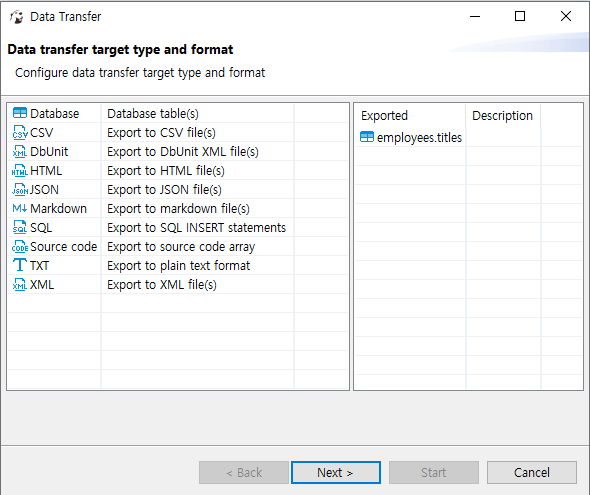 Data Transfer
Data transfer target type and format
Configure data transfer target type and format
Database Database table(s)
CSV Export to CSV file(s)
DbUnit Export to DbUnit XML file(s)
HTML Export to HTML file(s)
JSON Export to JSON file(s)
Markdown Export to markdown file(s)
SQL Export to SQL INSERT statements
Source code Export to source code array
TXT Export to plain text format
XML Export to XML file(s)
Exported Description
employees.titles
< Back Next > Start Cancel